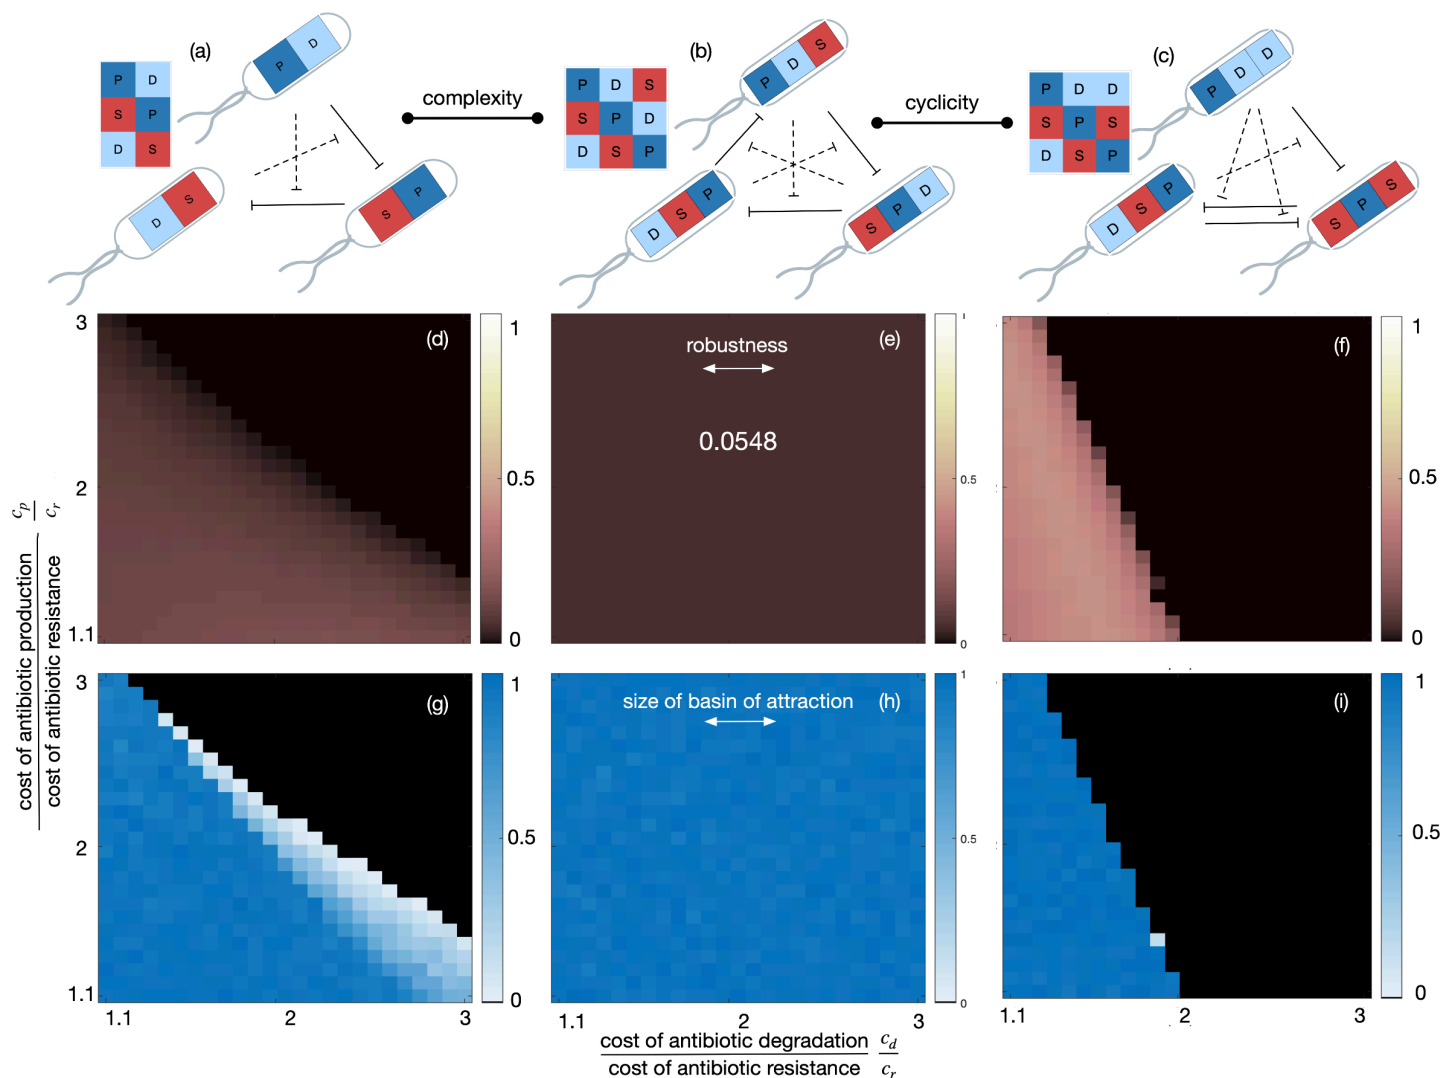 (a)
P D
S P
D S
P D
D S
S P
complexity
(b)
P D S
S P D
D S P
P D S
D S P
S P D
cyclicity
(c)
P D D
S P S
D S P
P D D
D S P
S P S
3
2
1.1
(d)
1
0.5
0
robustness
(e)
0.0548
0.5
0
(f)
1
0.5
0
cost of antibiotic production
cost of antibiotic resistance
c_p
c_r
3
2
1.1
(g)
1
0.5
0
size of basin of attraction
(h)
1
0.5
0
(i)
1
0.5
0
1.1 2 3
1.1 2 3
1.1 2 3
cost of antibiotic degradation c_d
cost of antibiotic resistance c_r